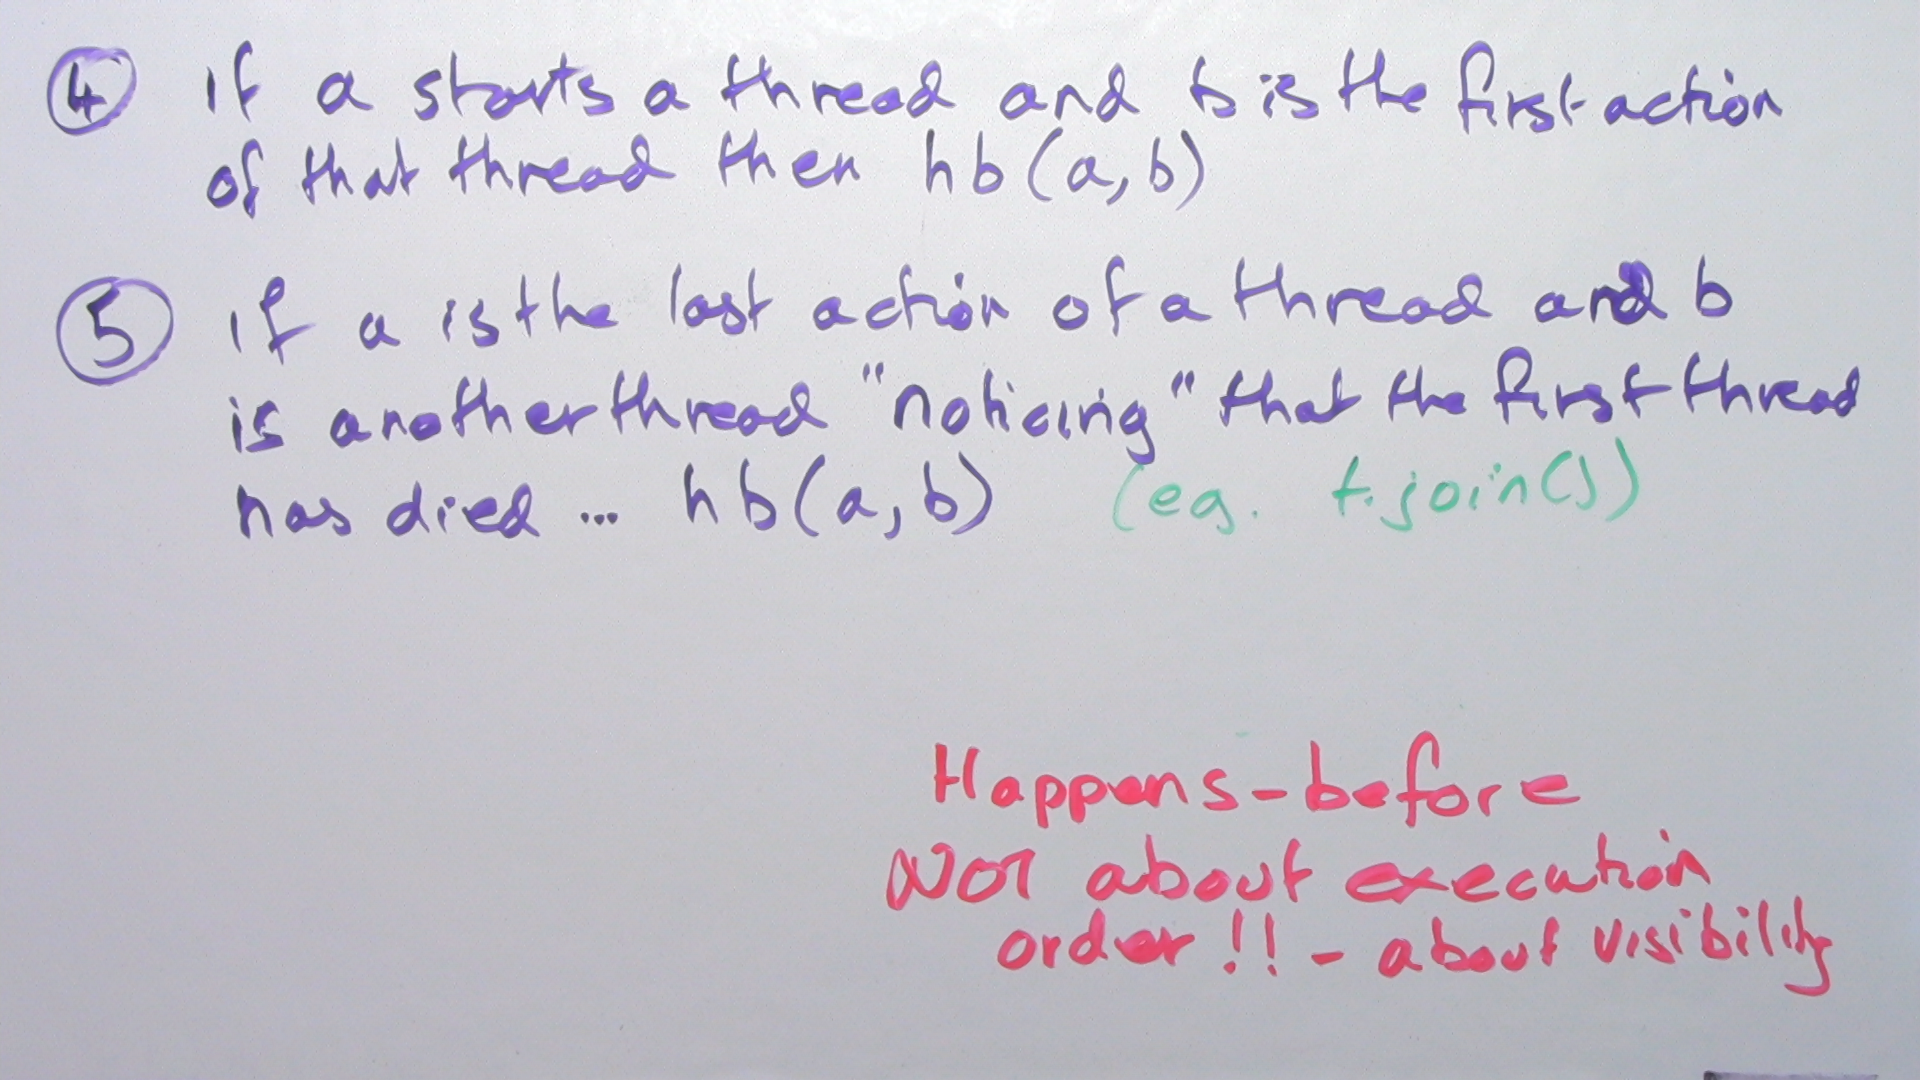 4 If a starts a thread and b is the first action
of that thread then hb(a,b)
5 If a is the last action of a thread and b
is another thread "noticing" that the first thread
has died ... hb(a,b) (eg. t.join())
Happens-before
NOT about execution
order!! - about visibility